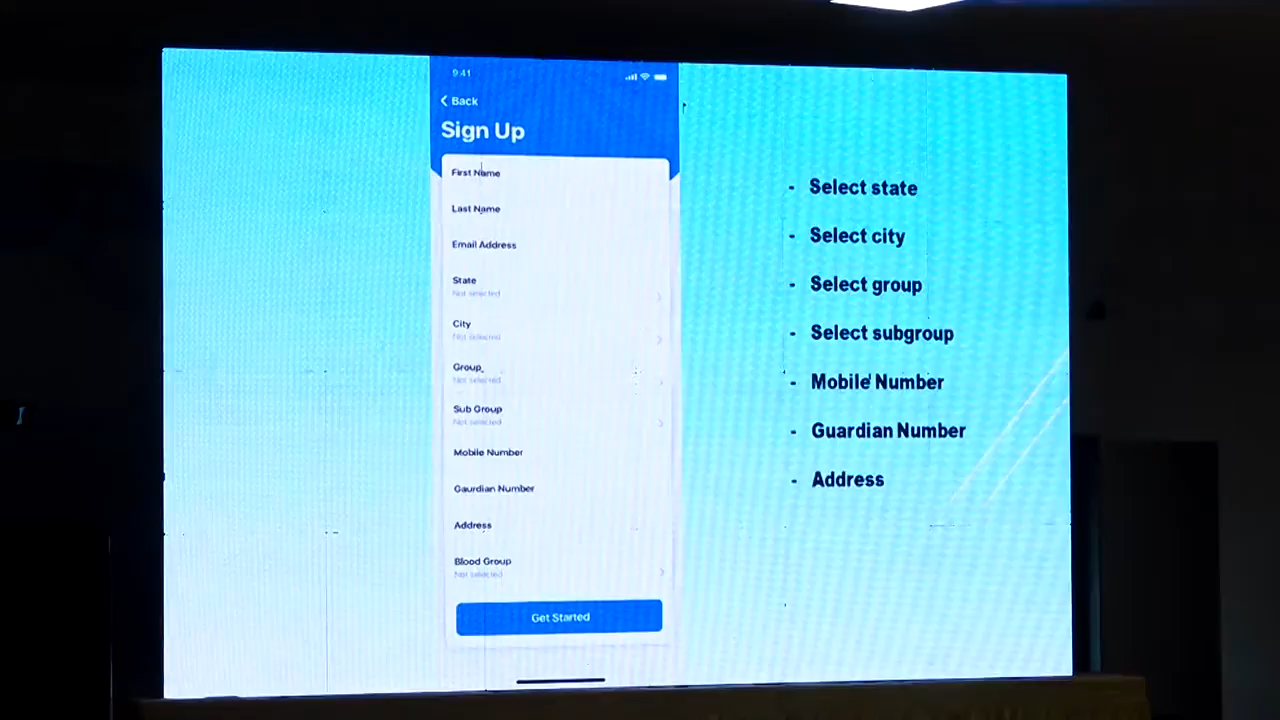 9:41
Back
Sign Up
First Name
Last Name
Email Address
State
Not selected
City
Not selected
Group
Not selected
Sub Group
Not selected
Mobile Number
Gaurdian Number
Address
Blood Group
Not selected
Get Started
- Select state
- Select city
- Select group
- Select subgroup
- Mobile Number
- Guardian Number
- Address